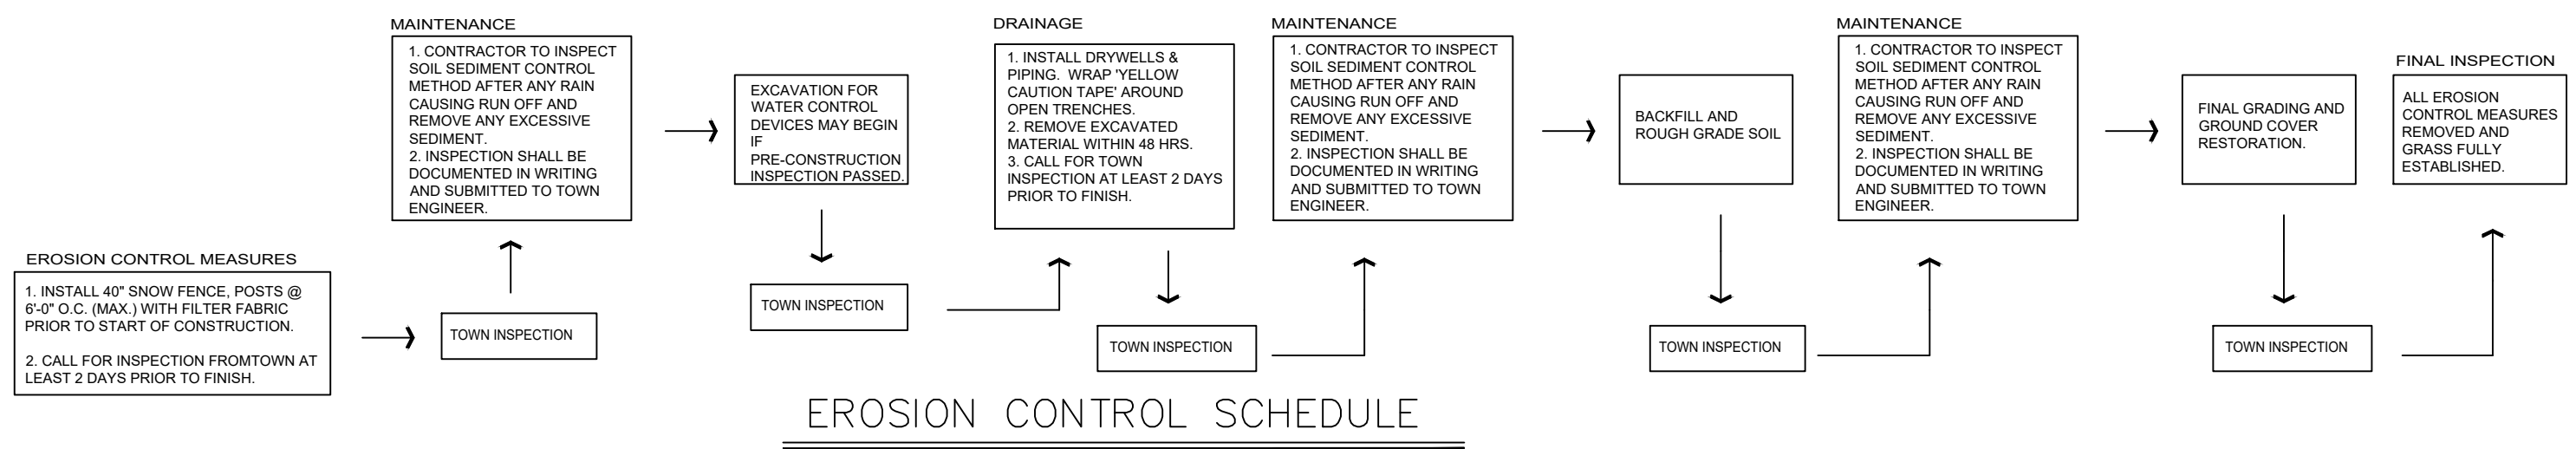 EROSION CONTROL MEASURES
1. INSTALL 40" SNOW FENCE, POSTS @
6'-0" O.C. (MAX.) WITH FILTER FABRIC
PRIOR TO START OF CONSTRUCTION.
2. CALL FOR INSPECTION FROMTOWN AT
LEAST 2 DAYS PRIOR TO FINISH.
TOWN INSPECTION
MAINTENANCE
1. CONTRACTOR TO INSPECT
SOIL SEDIMENT CONTROL
METHOD AFTER ANY RAIN
CAUSING RUN OFF AND
REMOVE ANY EXCESSIVE
SEDIMENT.
2. INSPECTION SHALL BE
DOCUMENTED IN WRITING
AND SUBMITTED TO TOWN
ENGINEER.
EXCAVATION FOR
WATER CONTROL
DEVICES MAY BEGIN
IF
PRE-CONSTRUCTION
INSPECTION PASSED.
TOWN INSPECTION
DRAINAGE
1. INSTALL DRYWELLS &
PIPING. WRAP 'YELLOW
CAUTION TAPE' AROUND
OPEN TRENCHES.
2. REMOVE EXCAVATED
MATERIAL WITHIN 48 HRS.
3. CALL FOR TOWN
INSPECTION AT LEAST 2 DAYS
PRIOR TO FINISH.
TOWN INSPECTION
MAINTENANCE
1. CONTRACTOR TO INSPECT
SOIL SEDIMENT CONTROL
METHOD AFTER ANY RAIN
CAUSING RUN OFF AND
REMOVE ANY EXCESSIVE
SEDIMENT.
2. INSPECTION SHALL BE
DOCUMENTED IN WRITING
AND SUBMITTED TO TOWN
ENGINEER.
BACKFILL AND
ROUGH GRADE SOIL
TOWN INSPECTION
MAINTENANCE
1. CONTRACTOR TO INSPECT
SOIL SEDIMENT CONTROL
METHOD AFTER ANY RAIN
CAUSING RUN OFF AND
REMOVE ANY EXCESSIVE
SEDIMENT.
2. INSPECTION SHALL BE
DOCUMENTED IN WRITING
AND SUBMITTED TO TOWN
ENGINEER.
FINAL GRADING AND
GROUND COVER
RESTORATION.
TOWN INSPECTION
FINAL INSPECTION
ALL EROSION
CONTROL MEASURES
REMOVED AND
GRASS FULLY
ESTABLISHED.
EROSION CONTROL SCHEDULE